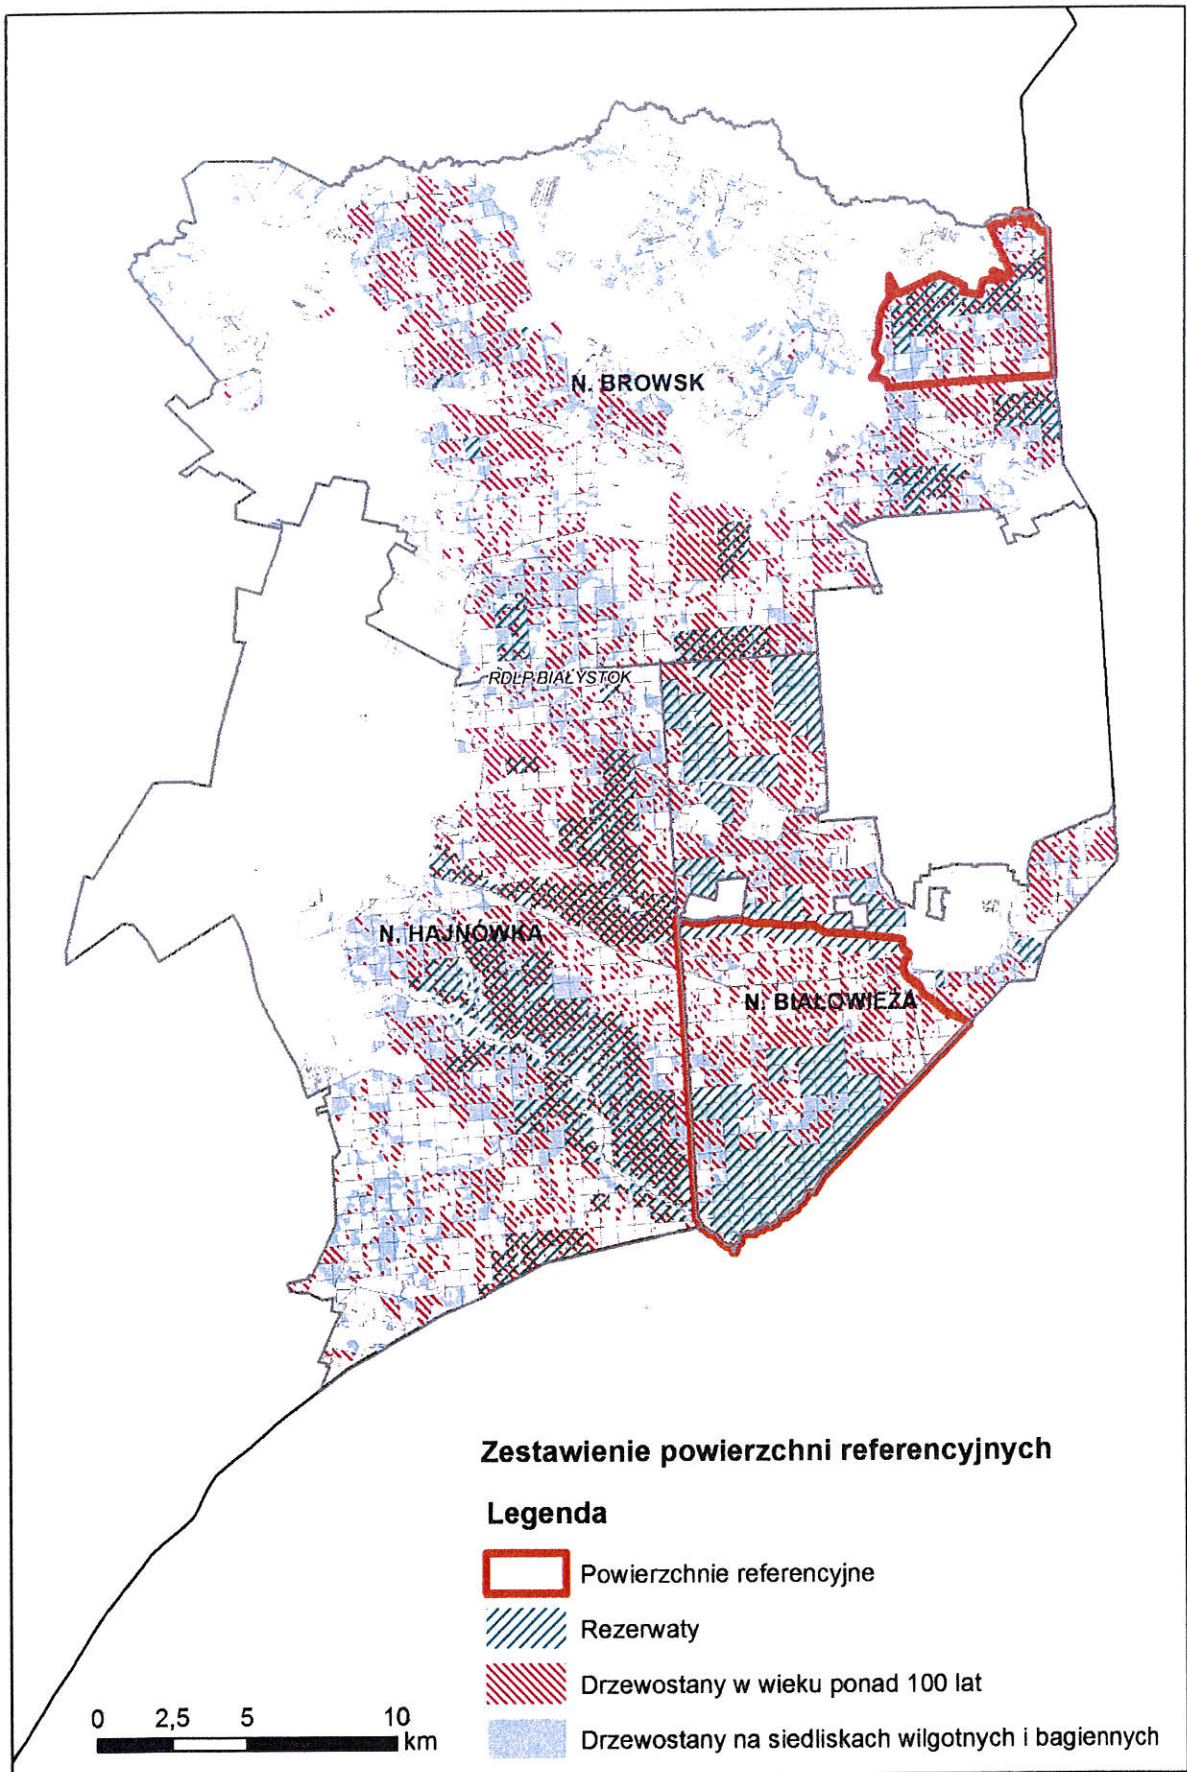 N. BROWSK
RDLP BIAŁYSTOK
N. HAJNÓWKA
N. BIAŁOWIEŻA
Zestawienie powierzchni referencyjnych
Legenda
Powierzchnie referencyjne
Rezerwaty
Drzewostany w wieku ponad 100 lat
Drzewostany na siedliskach wilgotnych i bagiennych
0 2,5 5 10
km